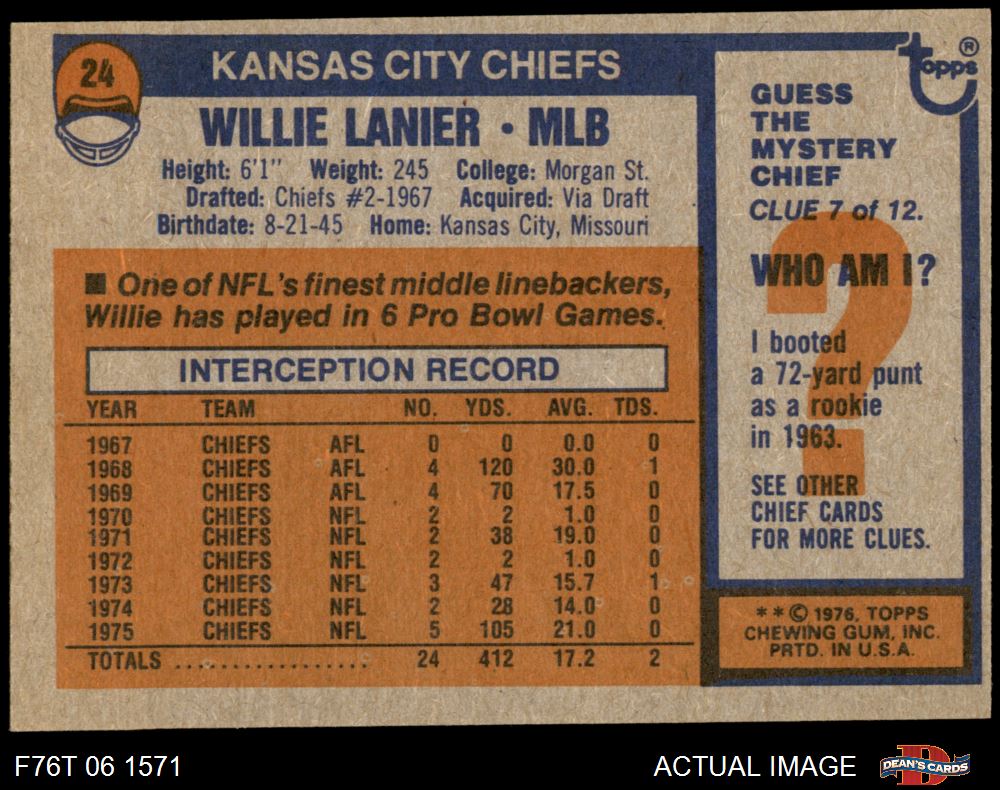 24
KANSAS CITY CHIEFS
WILLIE LANIER • MLB
Height: 6'1" Weight: 245 College: Morgan St.
Drafted: Chiefs #2-1967 Acquired: Via Draft
Birthdate: 8-21-45 Home: Kansas City, Missouri
■ One of NFL's finest middle linebackers,
Willie has played in 6 Pro Bowl Games.
INTERCEPTION RECORD
YEAR TEAM NO. YDS. AVG. TDS.
1967 CHIEFS AFL 0 0 0.0 0
1968 CHIEFS AFL 4 120 30.0 1
1969 CHIEFS AFL 4 70 17.5 0
1970 CHIEFS NFL 2 2 1.0 0
1971 CHIEFS NFL 2 38 19.0 0
1972 CHIEFS NFL 2 2 1.0 0
1973 CHIEFS NFL 3 47 15.7 1
1974 CHIEFS NFL 2 28 14.0 0
1975 CHIEFS NFL 5 105 21.0 0
TOTALS .................. 24 412 17.2 2
topps ®
GUESS
THE
MYSTERY
CHIEF
CLUE 7 of 12.
?
WHO AM I?
I booted
a 72-yard punt
as a rookie
in 1963.
SEE OTHER
CHIEF CARDS
FOR MORE CLUES.
* * © 1976, TOPPS
CHEWING GUM, INC.
PRTD. IN U.S.A.
F76T 06 1571
ACTUAL IMAGE
D
DEAN'S CARDS